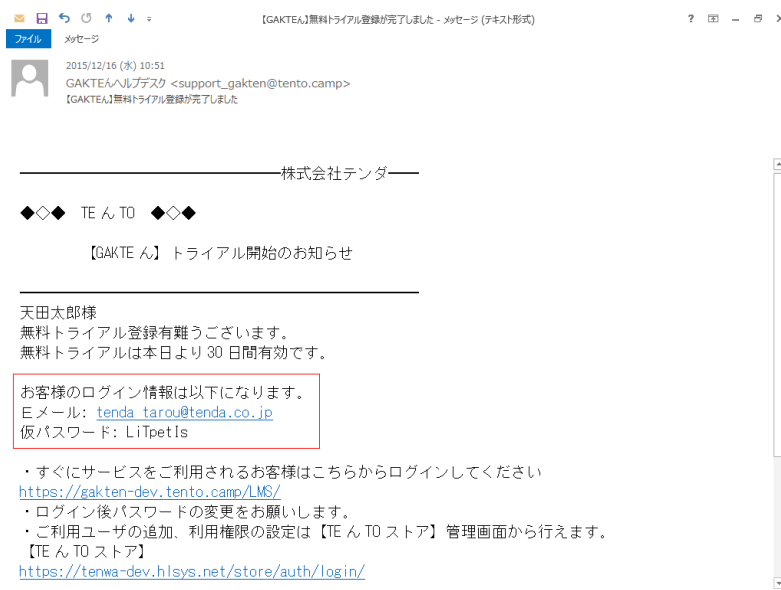 【GAKTEん】無料トライアル登録が完了しました - メッセージ (テキスト形式)
ファイル メッセージ
2015/12/16 (水) 10:51
GAKTEんヘルプデスク <support_gakten@tento.camp>
【GAKTEん】無料トライアル登録が完了しました
株式会社テンダ
◆◇◆ TEんTO ◆◇◆
【GAKTEん】トライアル開始のお知らせ
天田太郎様
無料トライアル登録有難うございます。
無料トライアルは本日より30日間有効です。
お客様のログイン情報は以下になります。
Eメール: tenda_tarou@tenda.co.jp
仮パスワード: LiTpetIs
・すぐにサービスをご利用されるお客様はこちらからログインしてください
https://gakten-dev.tento.camp/LMS/
・ログイン後パスワードの変更をお願いします。
・ご利用ユーザの追加、利用権限の設定は【TEんTOストア】管理画面から行えます。
【TEんTOストア】
https://tenwa-dev.hlsys.net/store/auth/login/